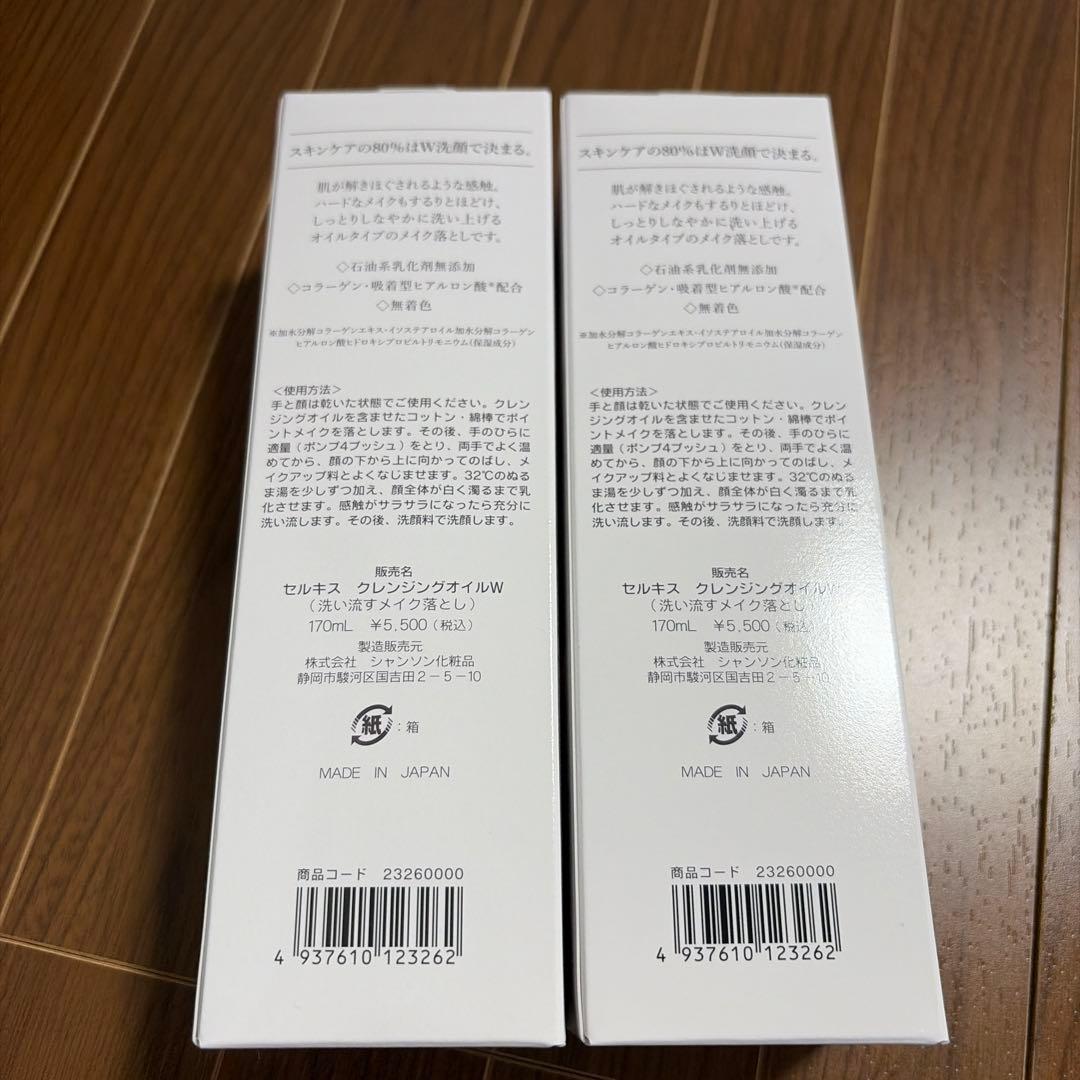 スキンケアの80%はW洗顔で決まる。
肌が解きほぐされるような感触。
ハードなメイクもするりとほどけ、
しっとりしなやかに洗い上げる
オイルタイプのメイク落としです。
◇石油系乳化剤無添加
◇コラーゲン・吸着型ヒアルロン酸※配合
◇無着色
※加水分解コラーゲンエキス・イソステアロイル加水分解コラーゲン
ヒアルロン酸ヒドロキシプロピルトリモニウム(保湿成分)
<使用方法>
手と顔は乾いた状態でご使用ください。クレン
ジングオイルを含ませたコットン・綿棒でポイ
ントメイクを落とします。その後、手のひらに
適量(ポンプ4プッシュ)をとり、両手でよく温
めてから、顔の下から上に向かってのばし、メ
イクアップ料とよくなじませます。32℃のぬる
ま湯を少しずつ加え、顔全体が白く濁るまで乳
化させます。感触がサラサラになったら充分に
洗い流します。その後、洗顔料で洗顔します。
販売名
セルキス クレンジングオイルW
(洗い流すメイク落とし)
170mL ¥5,500(税込)
製造販売元
株式会社 シャンソン化粧品
静岡市駿河区国吉田2-5-10
紙:箱
MADE IN JAPAN
商品コード 23260000
4 937610 123262
スキンケアの80%はW洗顔で決まる。
肌が解きほぐされるような感触。
ハードなメイクもするりとほどけ、
しっとりしなやかに洗い上げる
オイルタイプのメイク落としです。
◇石油系乳化剤無添加
◇コラーゲン・吸着型ヒアルロン酸※配合
◇無着色
※加水分解コラーゲンエキス・イソステアロイル加水分解コラーゲン
ヒアルロン酸ヒドロキシプロピルトリモニウム(保湿成分)
<使用方法>
手と顔は乾いた状態でご使用ください。クレン
ジングオイルを含ませたコットン・綿棒でポイ
ントメイクを落とします。その後、手のひらに
適量(ポンプ4プッシュ)をとり、両手でよく温
めてから、顔の下から上に向かってのばし、メ
イクアップ料とよくなじませます。32℃のぬる
ま湯を少しずつ加え、顔全体が白く濁るまで乳
化させます。感触がサラサラになったら充分に
洗い流します。その後、洗顔料で洗顔します。
販売名
セルキス クレンジングオイルW
(洗い流すメイク落とし)
170mL ¥5,500(税込)
製造販売元
株式会社 シャンソン化粧品
静岡市駿河区国吉田2-5-10
紙:箱
MADE IN JAPAN
商品コード 23260000
4 937610 123262